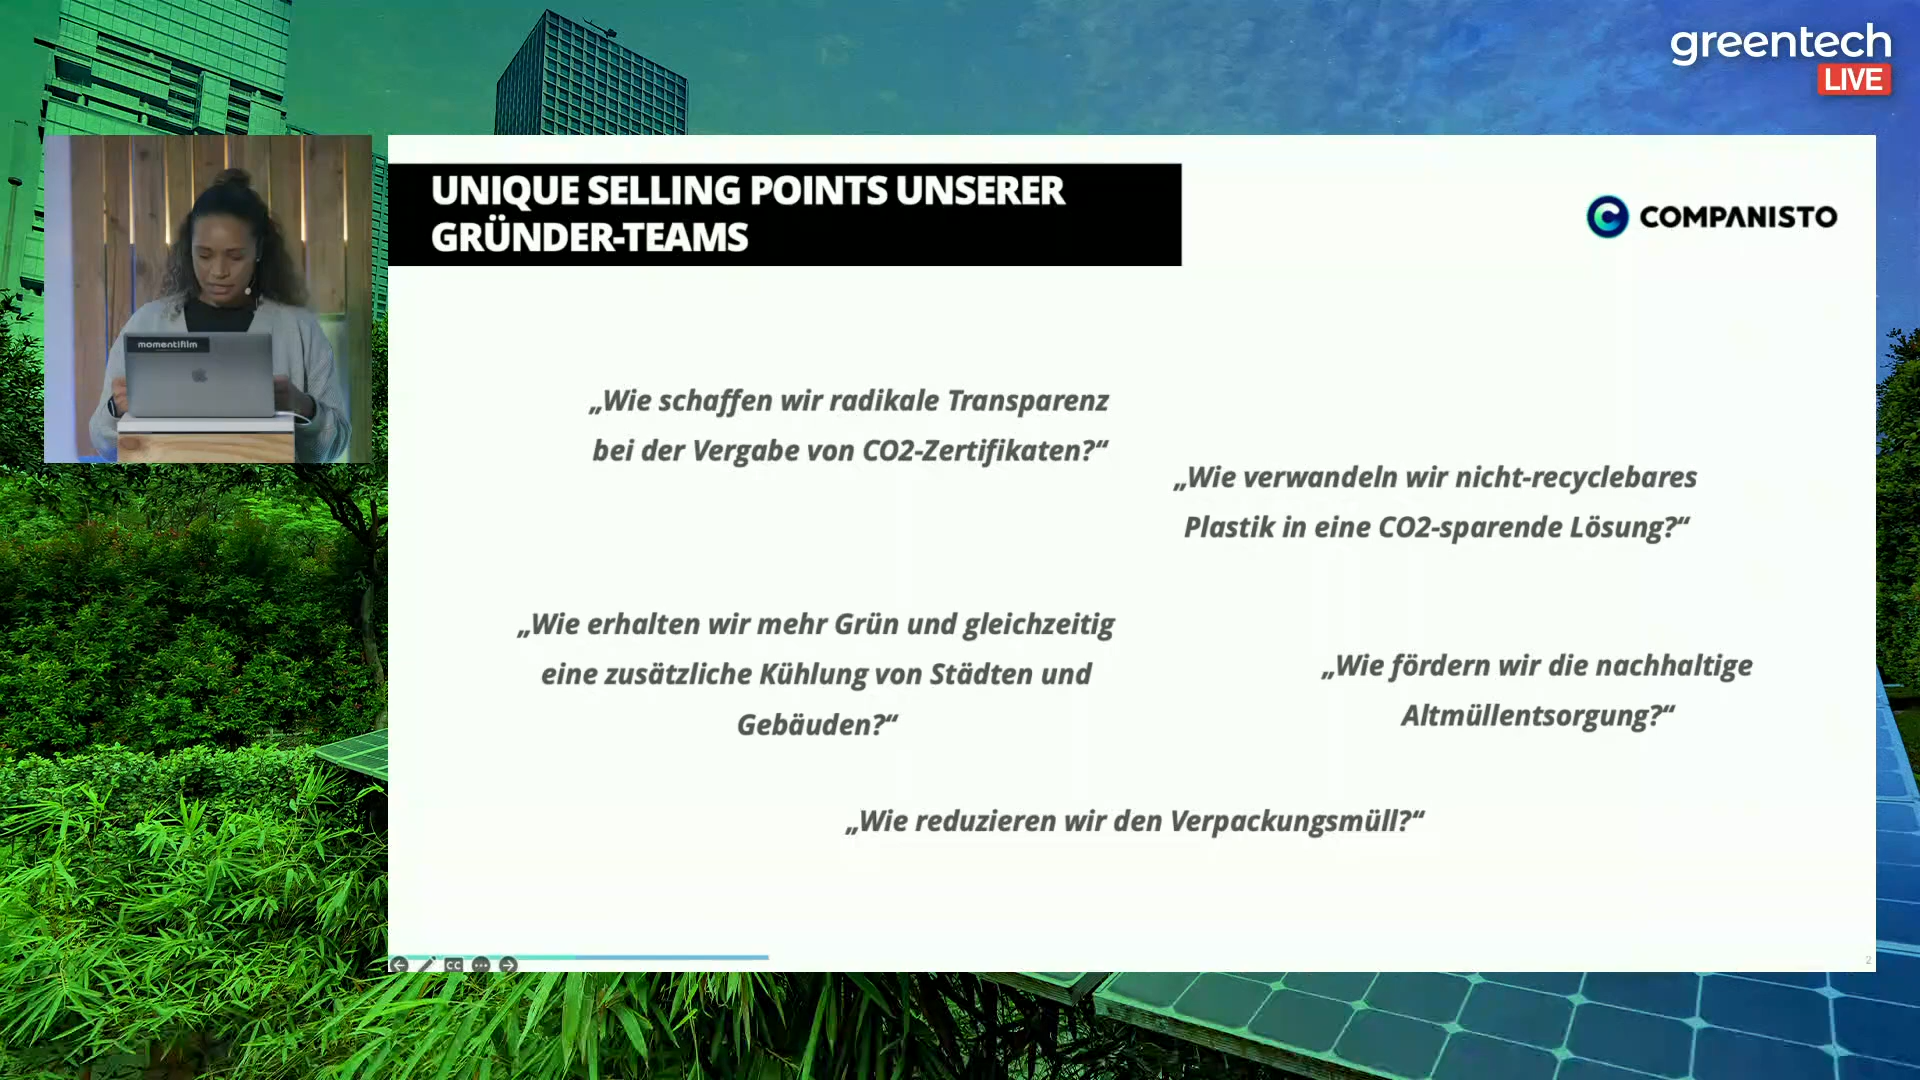 greentech
LIVE
UNIQUE SELLING POINTS UNSERER
GRÜNDER-TEAMS
COMPANISTO
momentifilm
„Wie schaffen wir radikale Transparenz
bei der Vergabe von CO2-Zertifikaten?“
„Wie verwandeln wir nicht-recyclebares
Plastik in eine CO2-sparende Lösung?“
„Wie erhalten wir mehr Grün und gleichzeitig
eine zusätzliche Kühlung von Städten und
Gebäuden?“
„Wie fördern wir die nachhaltige
Altmüllentsorgung?“
„Wie reduzieren wir den Verpackungsmüll?“
CC
2